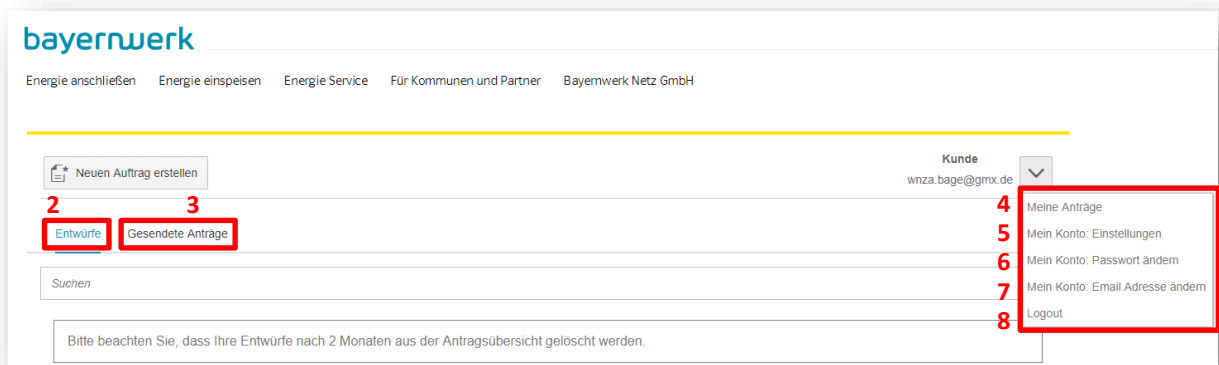 bayernwerk
Energie anschließen Energie einspeisen Energie Service Für Kommunen und Partner Bayernwerk Netz GmbH
Neuen Auftrag erstellen
Kunde
wnza.bage@gmx.de
2 3
Entwürfe Gesendete Anträge
4 Meine Anträge
5 Mein Konto: Einstellungen
6 Mein Konto: Passwort ändern
7 Mein Konto: Email Adresse ändern
8 Logout
Suchen
Bitte beachten Sie, dass Ihre Entwürfe nach 2 Monaten aus der Antragsübersicht gelöscht werden.